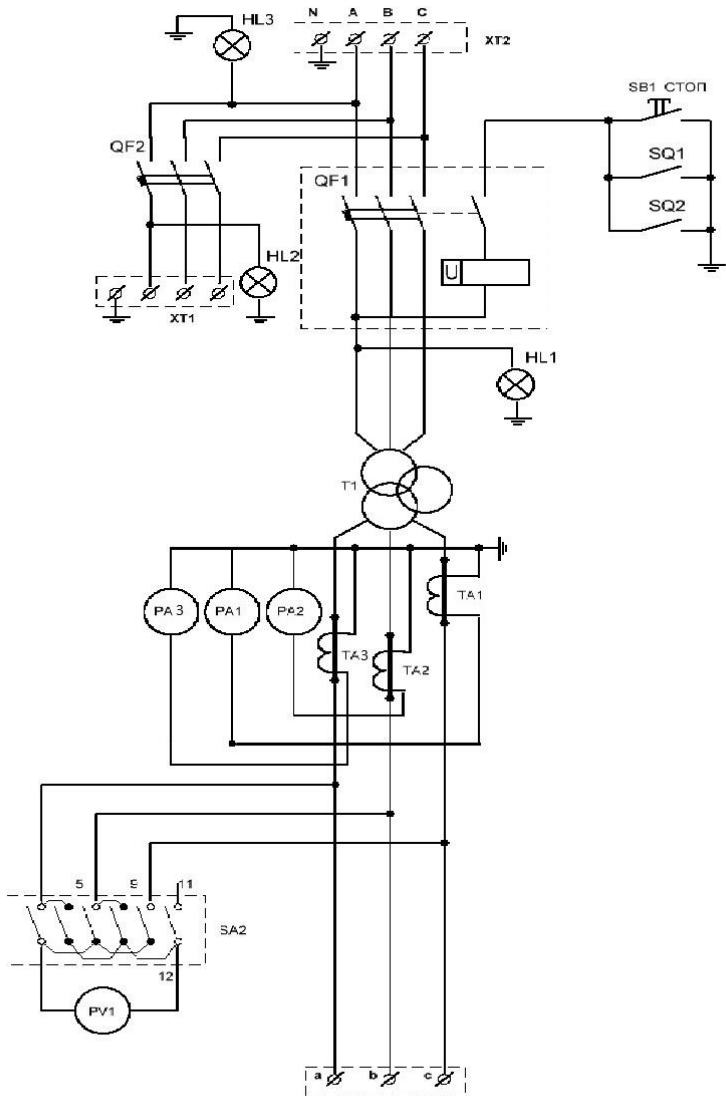 HL3
N A B C
XT2
SB1 СТОП
QF2
QF1
SQ1
SQ2
HL2
U
XT1
HL1
T1
TA1
PA3 PA1 PA2
TA3
TA2
5 9 11
SA2
12
PV1
a b c